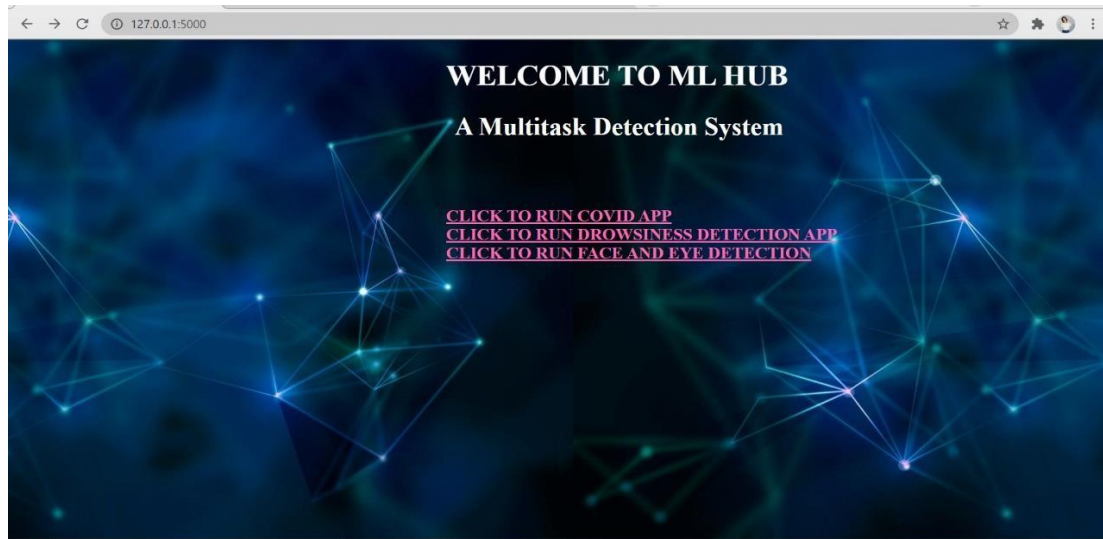 127.0.0.1:5000
WELCOME TO ML HUB
A Multitask Detection System
CLICK TO RUN COVID APP
CLICK TO RUN DROWSINESS DETECTION APP
CLICK TO RUN FACE AND EYE DETECTION